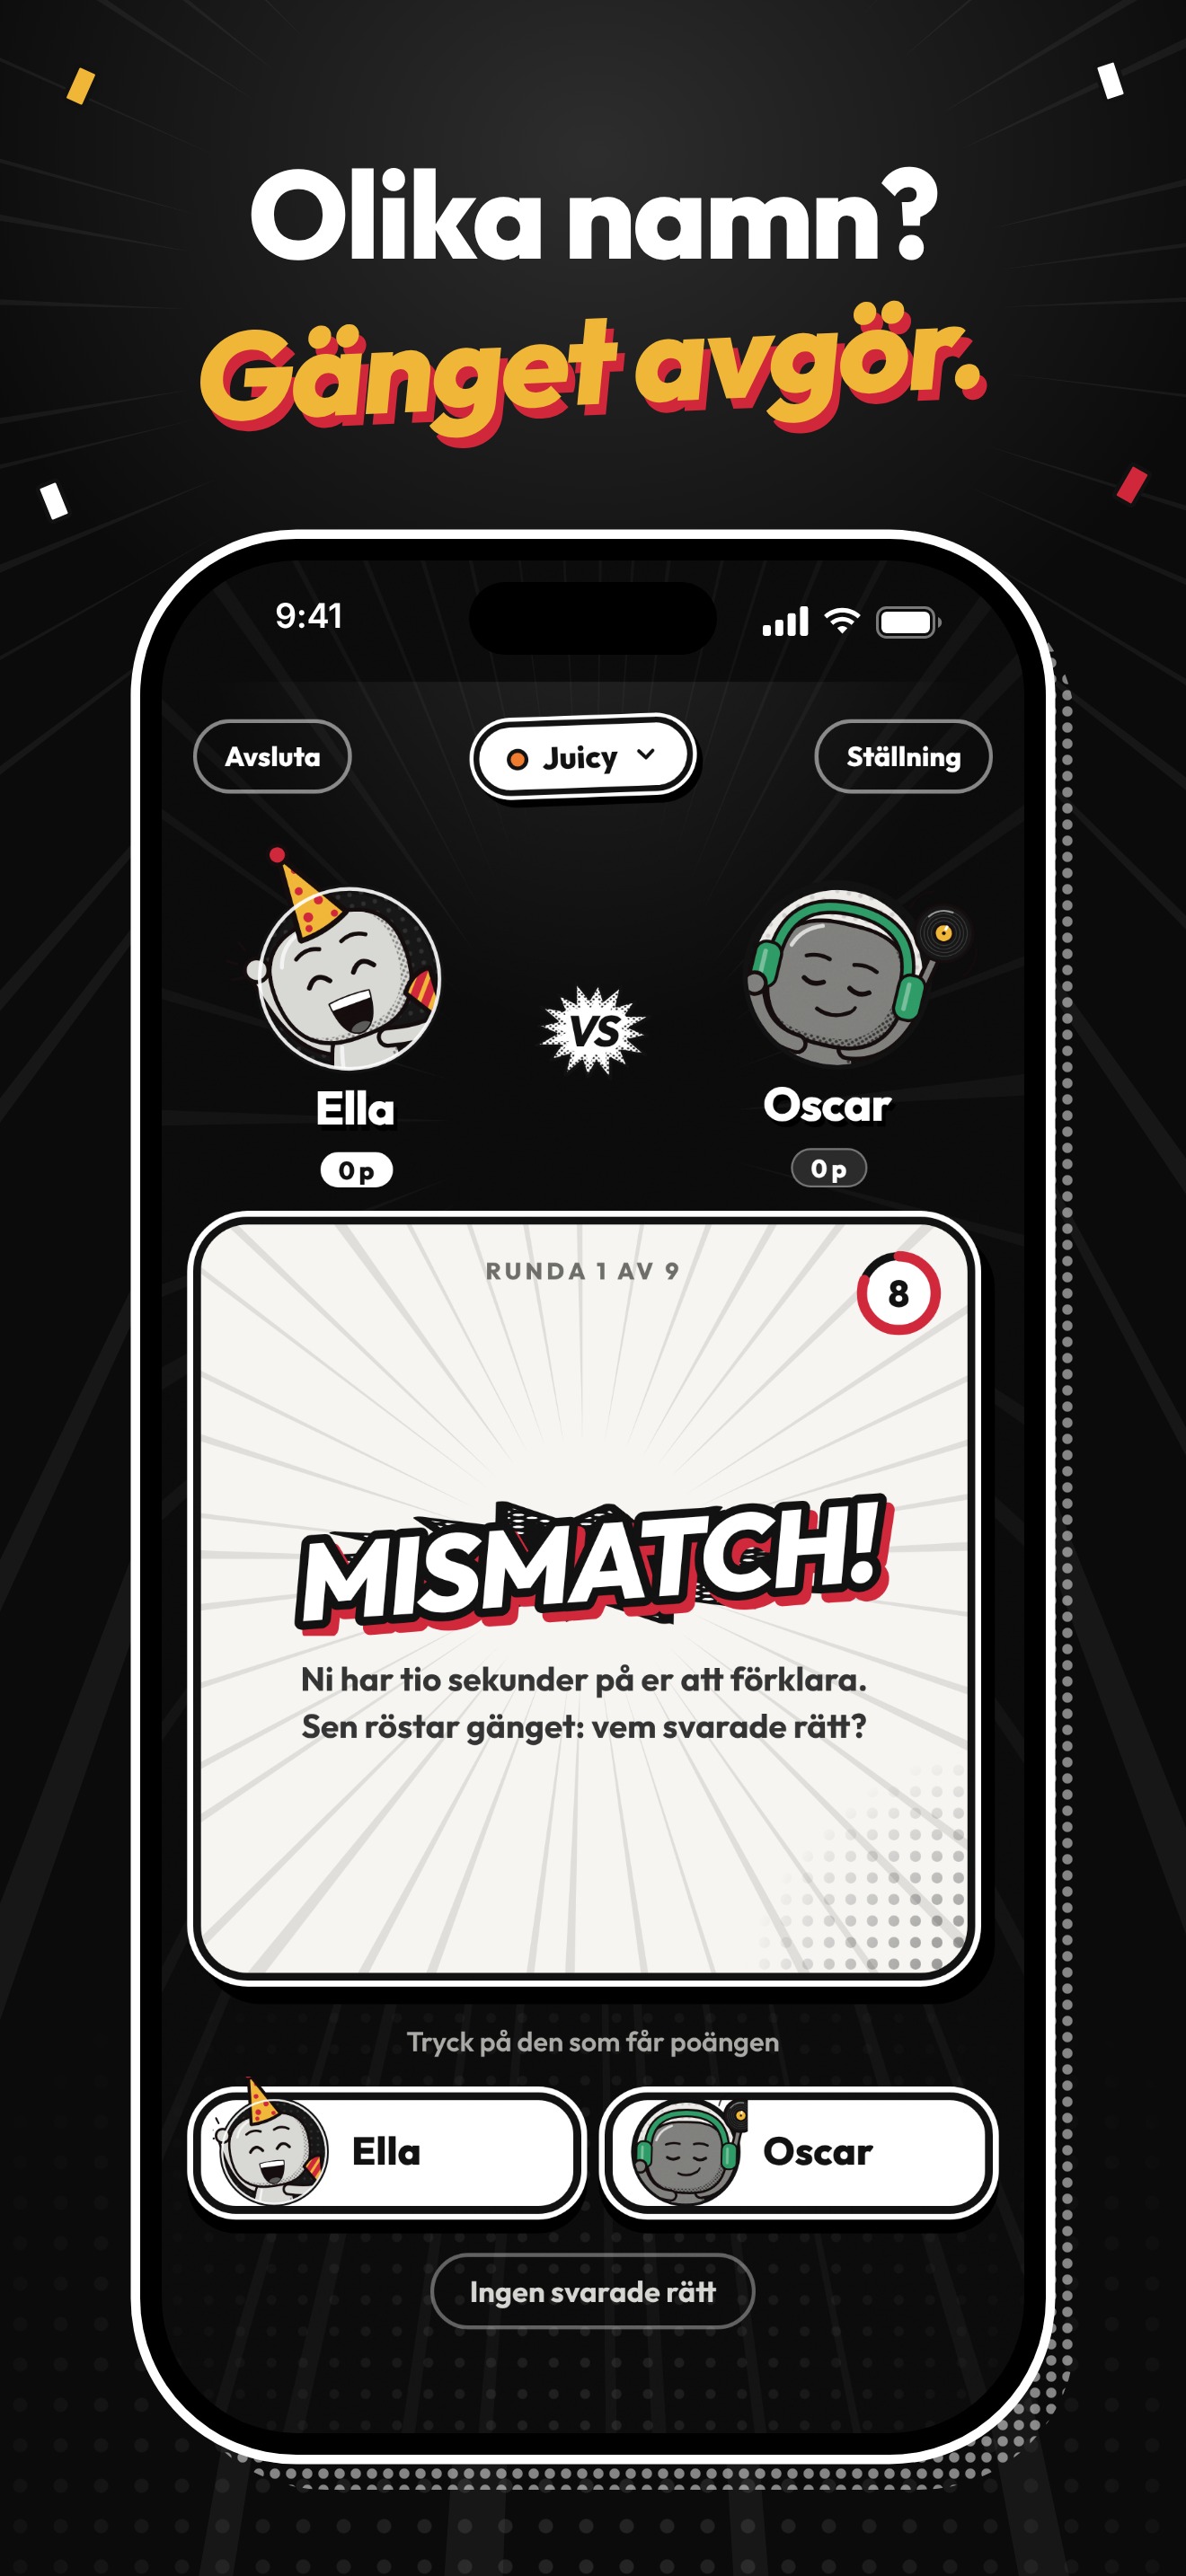 Olika namn?
Gänget avgör.
9:41
Avsluta
Juicy
Ställning
VS
Ella
Oscar
0 p
0 p
RUNDA 1 AV 9
8
MISMATCH!
Ni har tio sekunder på er att förklara.
Sen röstar gänget: vem svarade rätt?
Tryck på den som får poängen
Ella
Oscar
Ingen svarade rätt